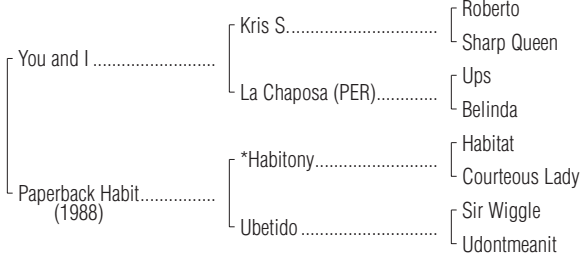 Roberto
Kris S.
Sharp Queen
You and I
Ups
La Chaposa (PER)
Belinda
Habitat
*Habitony
Courteous Lady
Paperback Habit
(1988)
Sir Wiggle
Ubetido
Udontmeanit